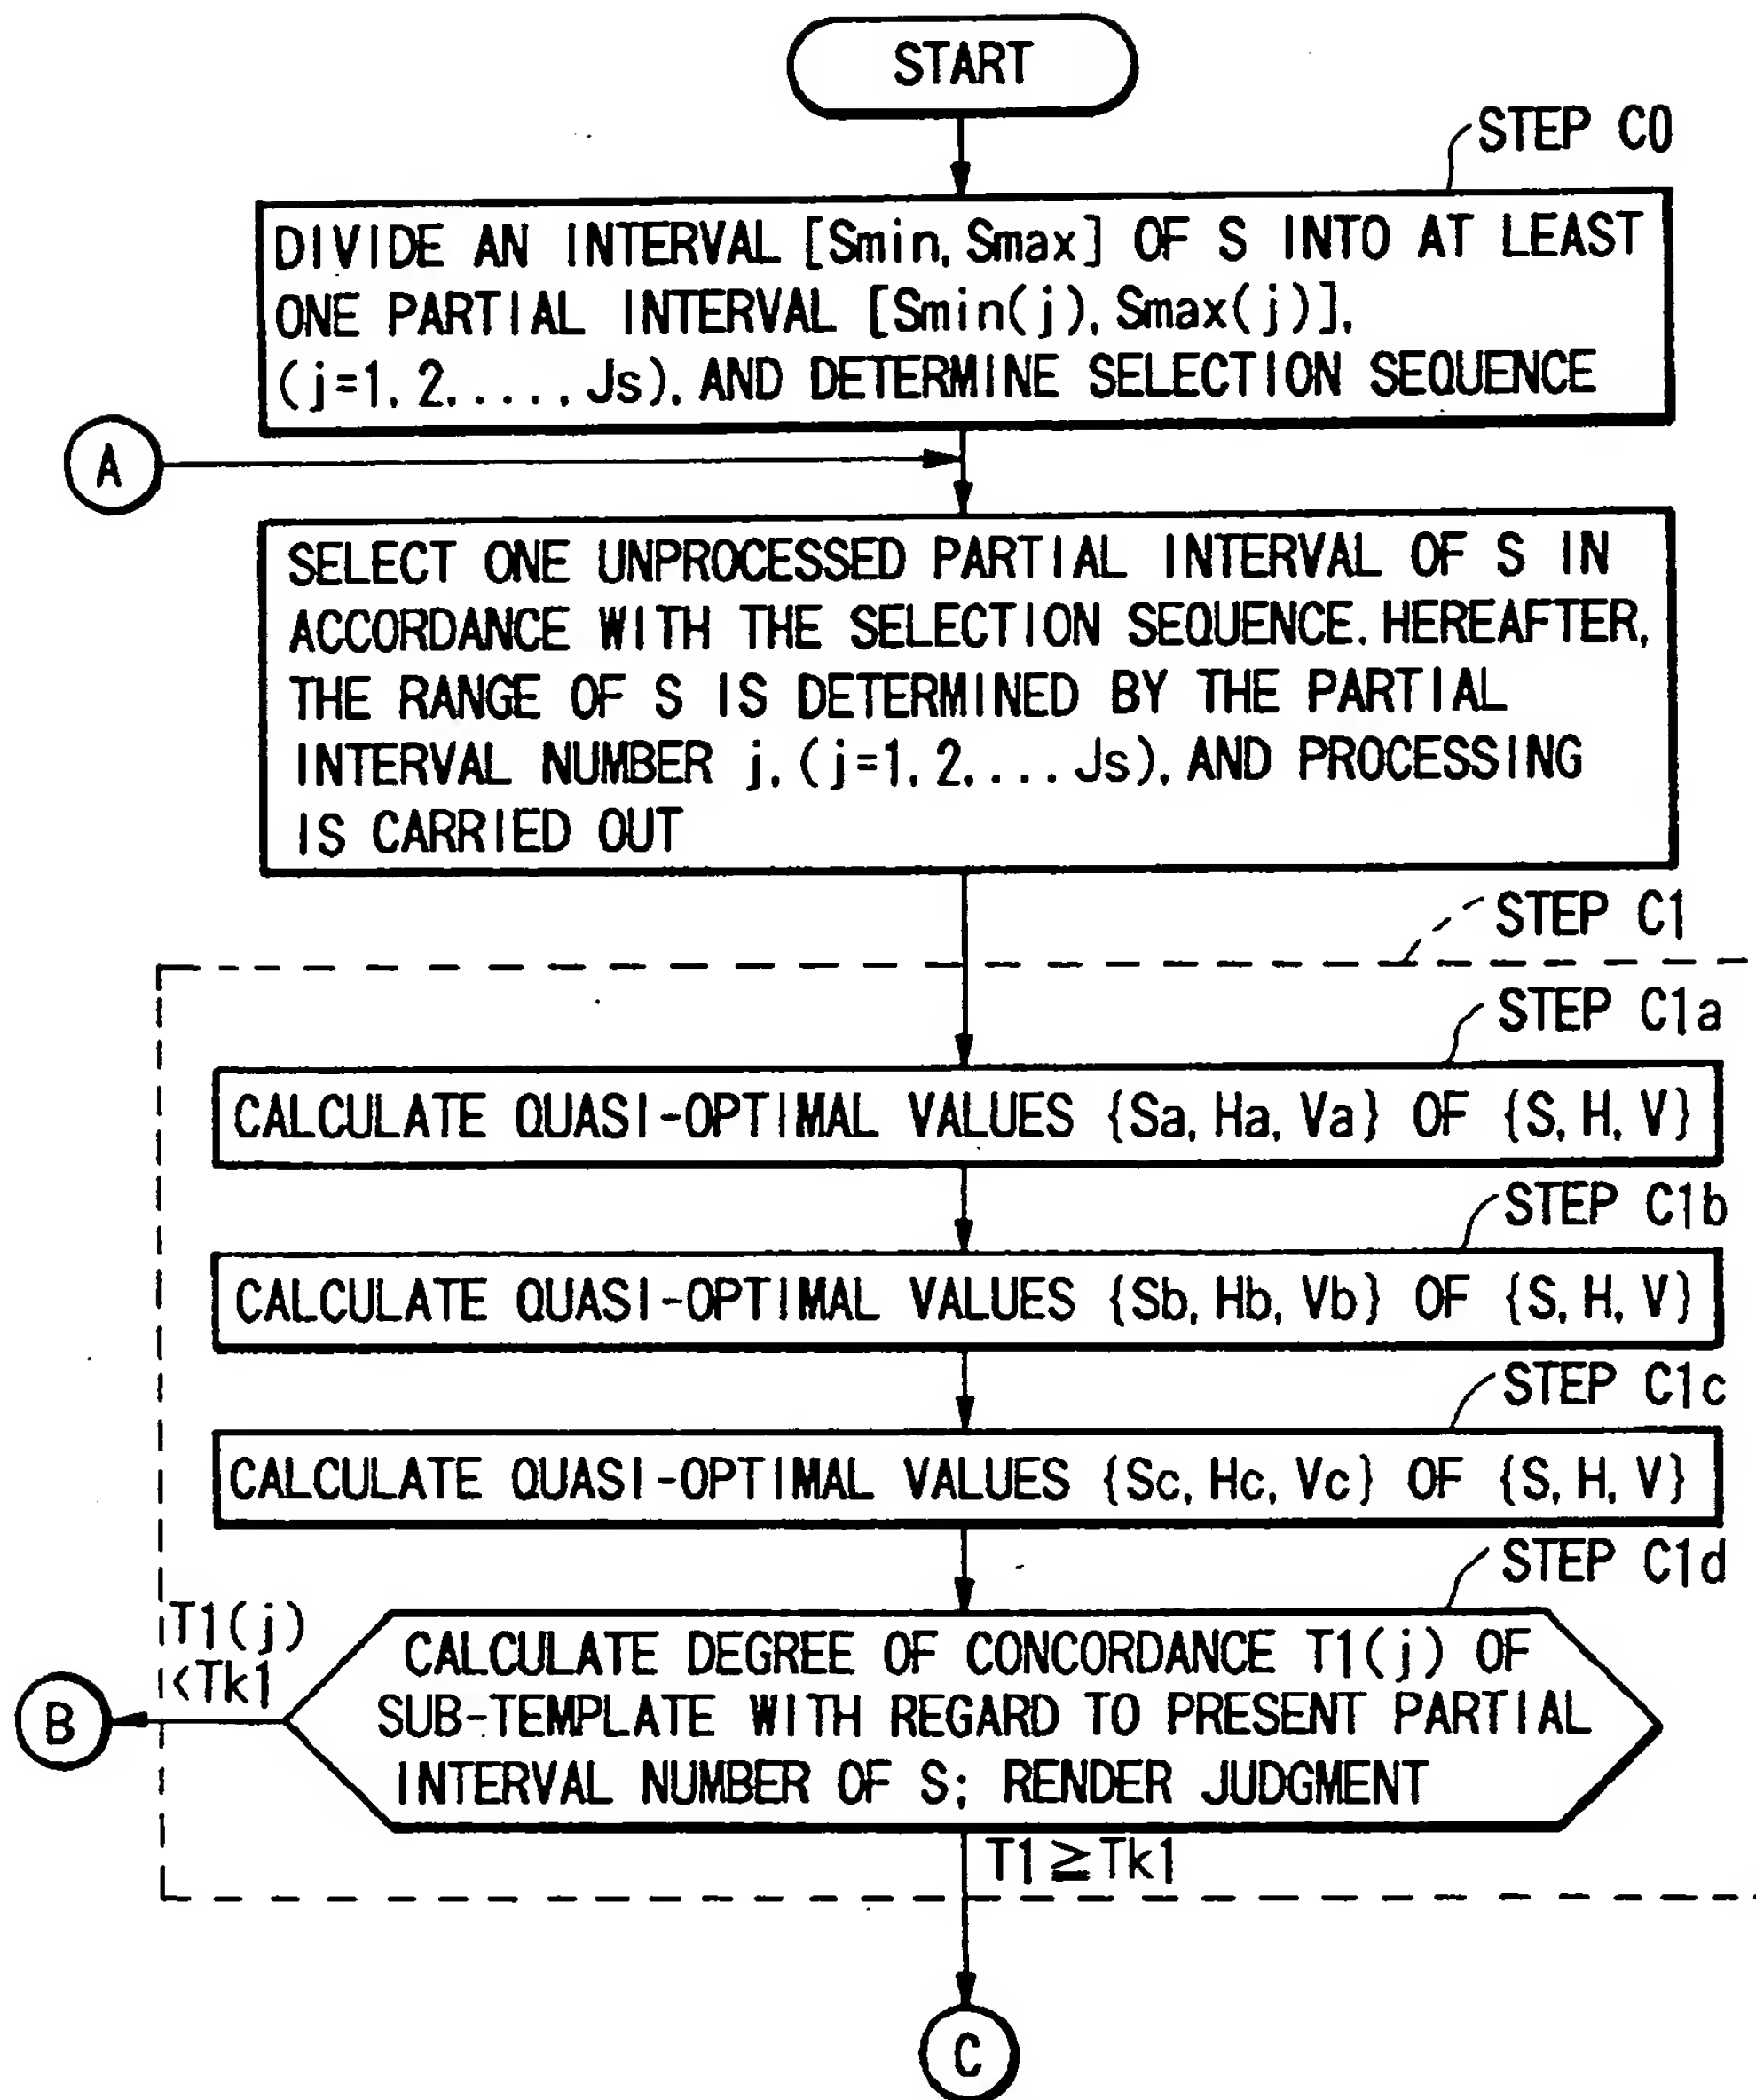 START
STEP C0
DIVIDE AN INTERVAL [Smin, Smax] OF S INTO AT LEAST
ONE PARTIAL INTERVAL [Smin(j), Smax(j)],
(j=1, 2, . . . . , Js), AND DETERMINE SELECTION SEQUENCE
A
SELECT ONE UNPROCESSED PARTIAL INTERVAL OF S IN
ACCORDANCE WITH THE SELECTION SEQUENCE. HEREAFTER,
THE RANGE OF S IS DETERMINED BY THE PARTIAL
INTERVAL NUMBER j, (j=1, 2, . . . Js), AND PROCESSING
IS CARRIED OUT
STEP C1
STEP C1a
CALCULATE QUASI-OPTIMAL VALUES {Sa, Ha, Va} OF {S, H, V}
STEP C1b
CALCULATE QUASI-OPTIMAL VALUES {Sb, Hb, Vb} OF {S, H, V}
STEP C1c
CALCULATE QUASI-OPTIMAL VALUES {Sc, Hc, Vc} OF {S, H, V}
STEP C1d
T1(j)
<Tk1
B
CALCULATE DEGREE OF CONCORDANCE T1(j) OF
SUB-TEMPLATE WITH REGARD TO PRESENT PARTIAL
INTERVAL NUMBER OF S; RENDER JUDGMENT
T1≧Tk1
C